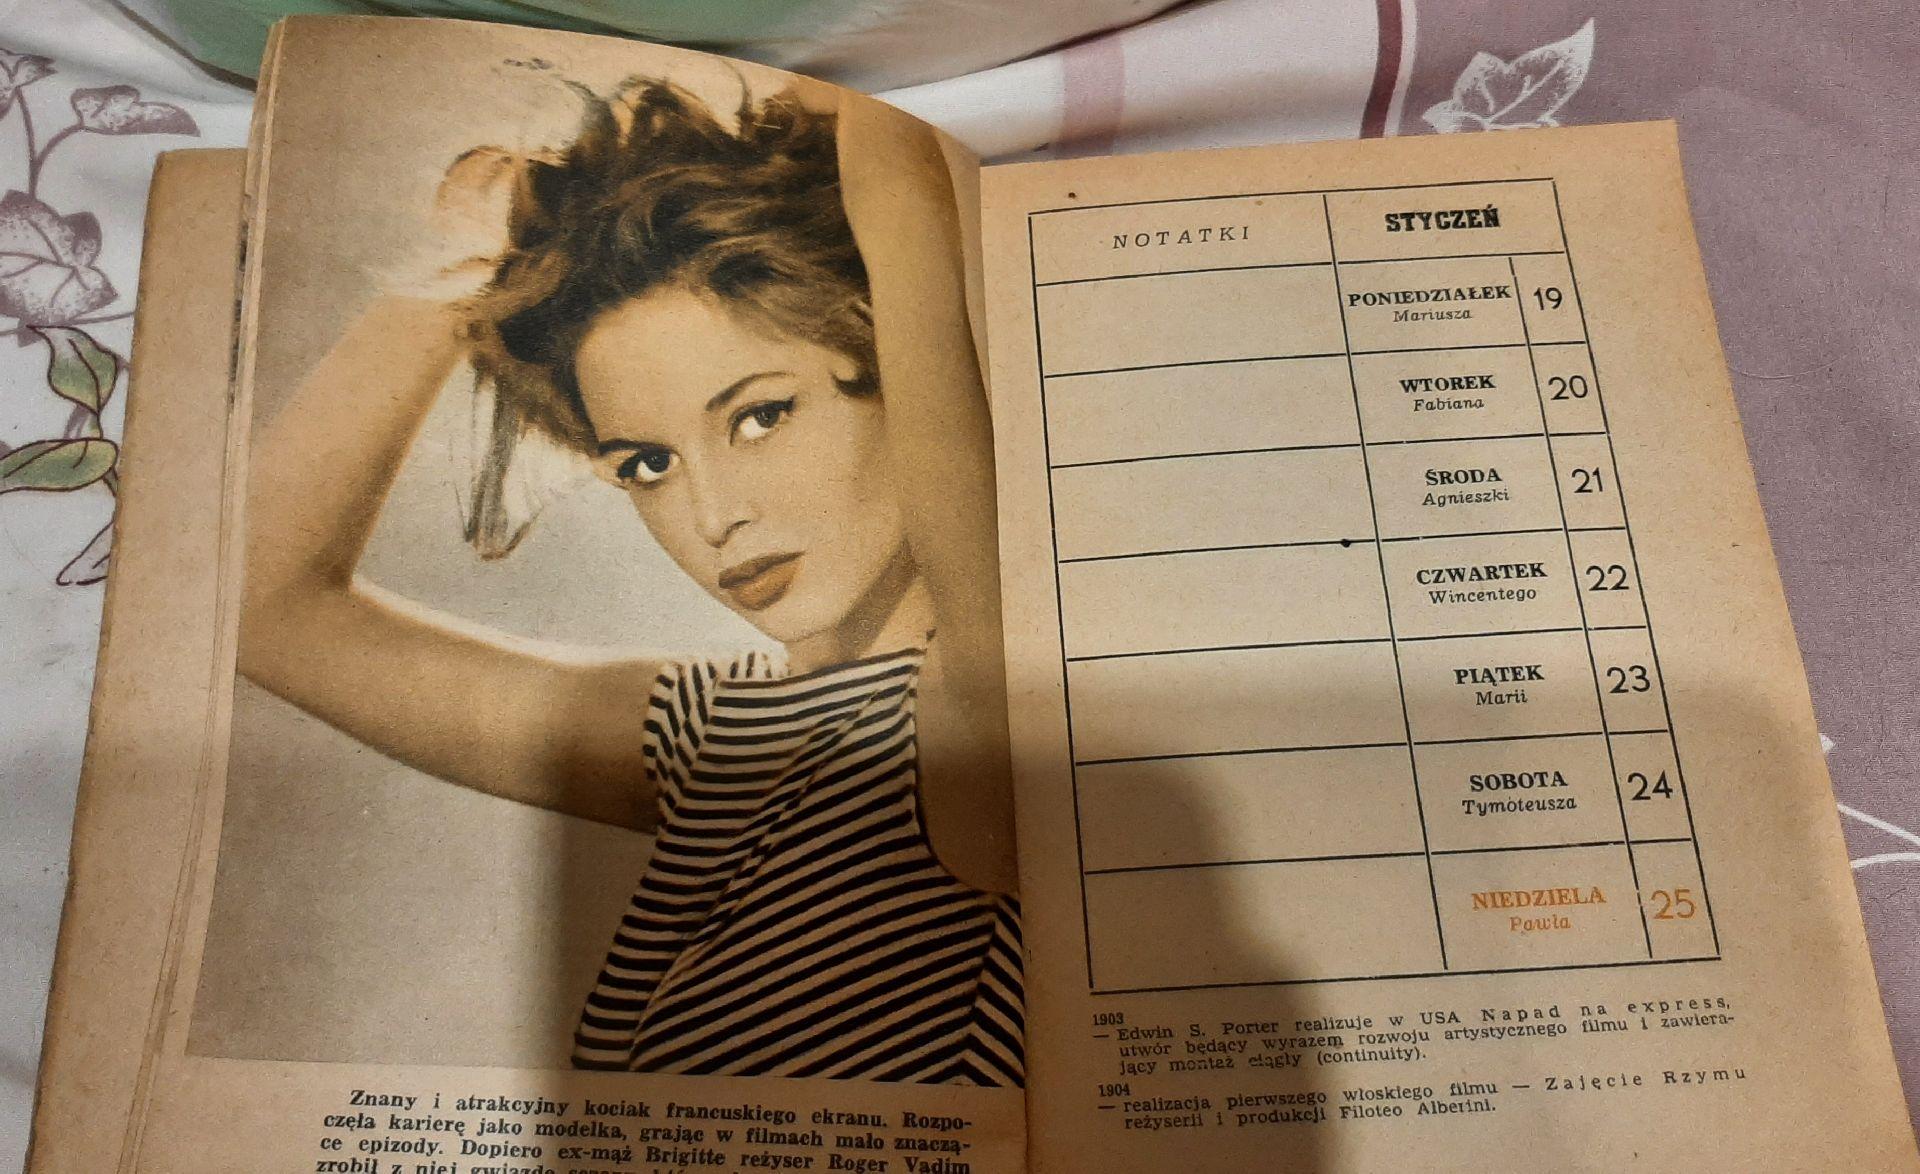 Znany i atrakcyjny kociak francuskiego ekranu. Rozpo-
częła karierę jako modelka, grając w filmach mało znaczą-
ce epizody. Dopiero ex-mąż Brigitte reżyser Roger Vadim
zrobił z niej gwiazdę
NOTATKI STYCZEŃ
PONIEDZIAŁEK 19
Mariusza
WTOREK 20
Fabiana
ŚRODA 21
Agnieszki
CZWARTEK 22
Wincentego
PIĄTEK 23
Marii
SOBOTA 24
Tymoteusza
NIEDZIELA 25
Pawła
1903
— Edwin S. Porter realizuje w USA Napad na express,
utwór będący wyrazem rozwoju artystycznego filmu i zawiera-
jący montaż ciągły (continuity).
1904
— realizacja pierwszego włoskiego filmu — Zajęcie Rzymu
reżyserii i produkcji Filoteo Alberini.